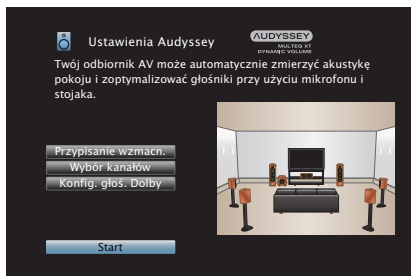 Ustawienia Audyssey
AUDYSSEY
MULTEQ XT
DYNAMIC VOLUME
Twój odbiornik AV może automatycznie zmierzyć akustykę
pokoju i zoptymalizować głośniki przy użyciu mikrofonu i
stojaka.
Przypisanie wzmacn.
Wybór kanałów
Konfig. głoś. Dolby
Start